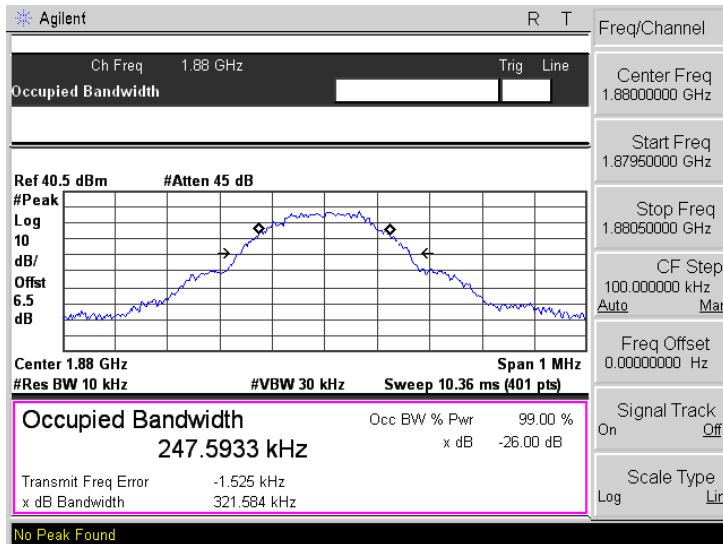 Agilent
R T
Ch Freq 1.88 GHz Trig Line
Occupied Bandwidth
Ref 40.5 dBm #Atten 45 dB
#Peak
Log
10
dB/
Offst
6.5
dB
Center 1.88 GHz Span 1 MHz
#Res BW 10 kHz #VBW 30 kHz Sweep 10.36 ms (401 pts)
Occupied Bandwidth
247.5933 kHz
Occ BW % Pwr 99.00 %
x dB -26.00 dB
Transmit Freq Error -1.525 kHz
x dB Bandwidth 321.584 kHz
No Peak Found
Freq/Channel
Center Freq
1.88000000 GHz
Start Freq
1.87950000 GHz
Stop Freq
1.88050000 GHz
CF Step
100.000000 kHz
Auto Mar
Freq Offset
0.00000000 Hz
Signal Track
On Off
Scale Type
Log Lin